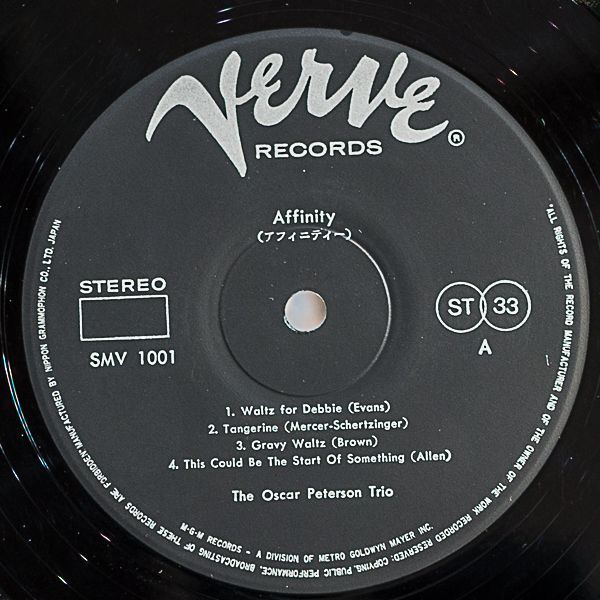 Verve
RECORDS
®
Affinity
(アフィニティー)
STEREO
SMV 1001
ST 33
A
1. Waltz for Debbie (Evans)
2. Tangerine (Mercer-Schertzinger)
3. Gravy Waltz (Brown)
4. This Could Be The Start Of Something (Allen)
The Oscar Peterson Trio
M-G-M RECORDS - A DIVISION OF METRO GOLDWYN MAYER INC.
"ALL RIGHTS OF THE RECORD MANUFACTURER AND OF THE OWNER OF THE WORK RECORDED RESERVED: COPYING, PUBLIC PERFORMANCE, BROADCASTING OF THESE RECORDS ARE FORBIDDEN" MANUFACTURED BY NIPPON GRAMMOPHON CO., LTD. JAPAN